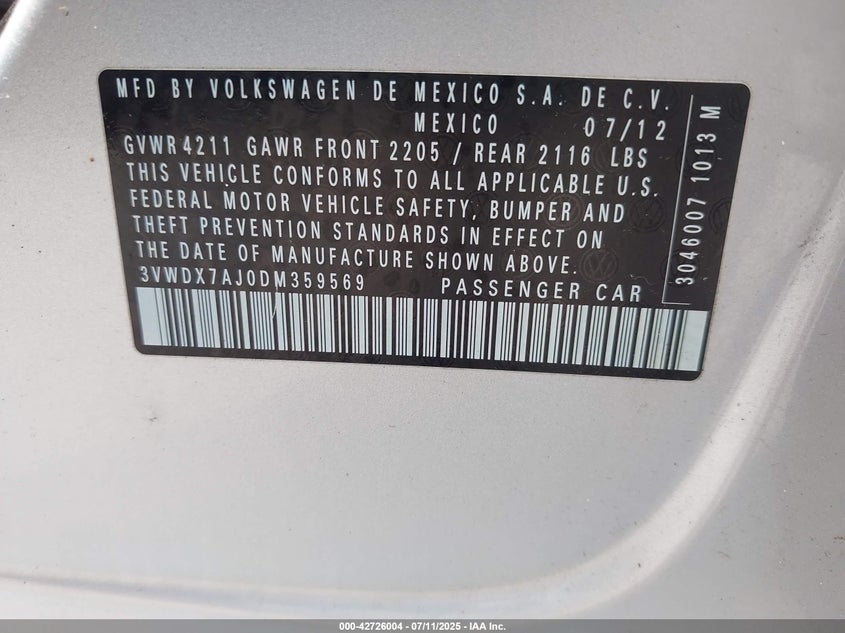 MFD BY VOLKSWAGEN DE MEXICO S.A. DE C.V.
MEXICO 07/12
GVWR 4211 GAWR FRONT 2205 / REAR 2116 LBS
THIS VEHICLE CONFORMS TO ALL APPLICABLE U.S.
FEDERAL MOTOR VEHICLE SAFETY, BUMPER AND
THEFT PREVENTION STANDARDS IN EFFECT ON
THE DATE OF MANUFACTURE SHOWN ABOVE.
3VWDX7AJ0DM359569 PASSENGER CAR
3046007 1013 M
000-42726004 - 07/11/2025 - IAA Inc.